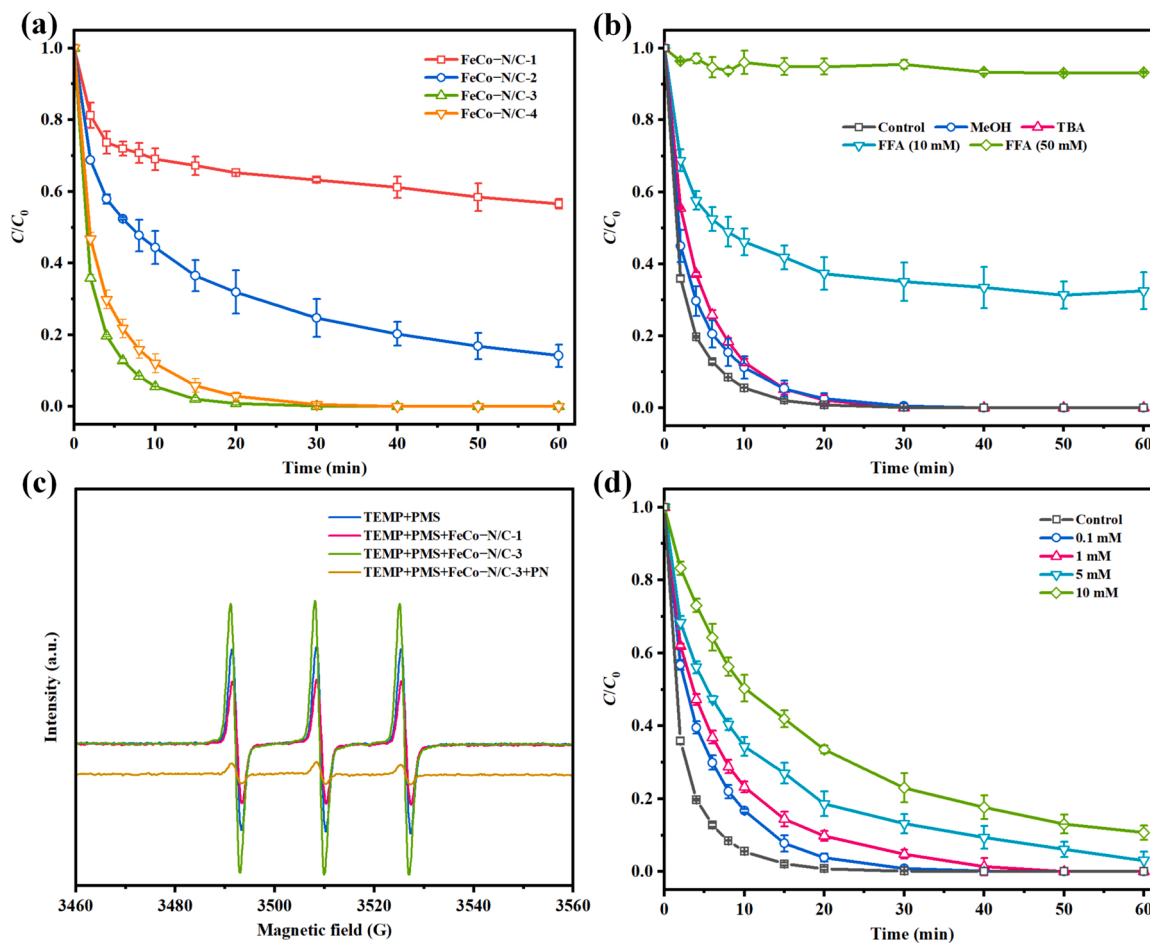 (a)
1.0
0.8
0.6
0.4
0.2
0.0
C/C₀
FeCo−N/C-1
FeCo−N/C-2
FeCo−N/C-3
FeCo−N/C-4
0 10 20 30 40 50 60
Time (min)
(b)
1.0
0.8
0.6
0.4
0.2
0.0
C/C₀
Control MeOH TBA
FFA (10 mM) FFA (50 mM)
0 10 20 30 40 50 60
Time (min)
(c)
Intensity (a.u.)
TEMP+PMS
TEMP+PMS+FeCo−N/C-1
TEMP+PMS+FeCo−N/C-3
TEMP+PMS+FeCo−N/C-3+PN
3460 3480 3500 3520 3540 3560
Magnetic field (G)
(d)
1.0
0.8
0.6
0.4
0.2
0.0
C/C₀
Control
0.1 mM
1 mM
5 mM
10 mM
0 10 20 30 40 50 60
Time (min)